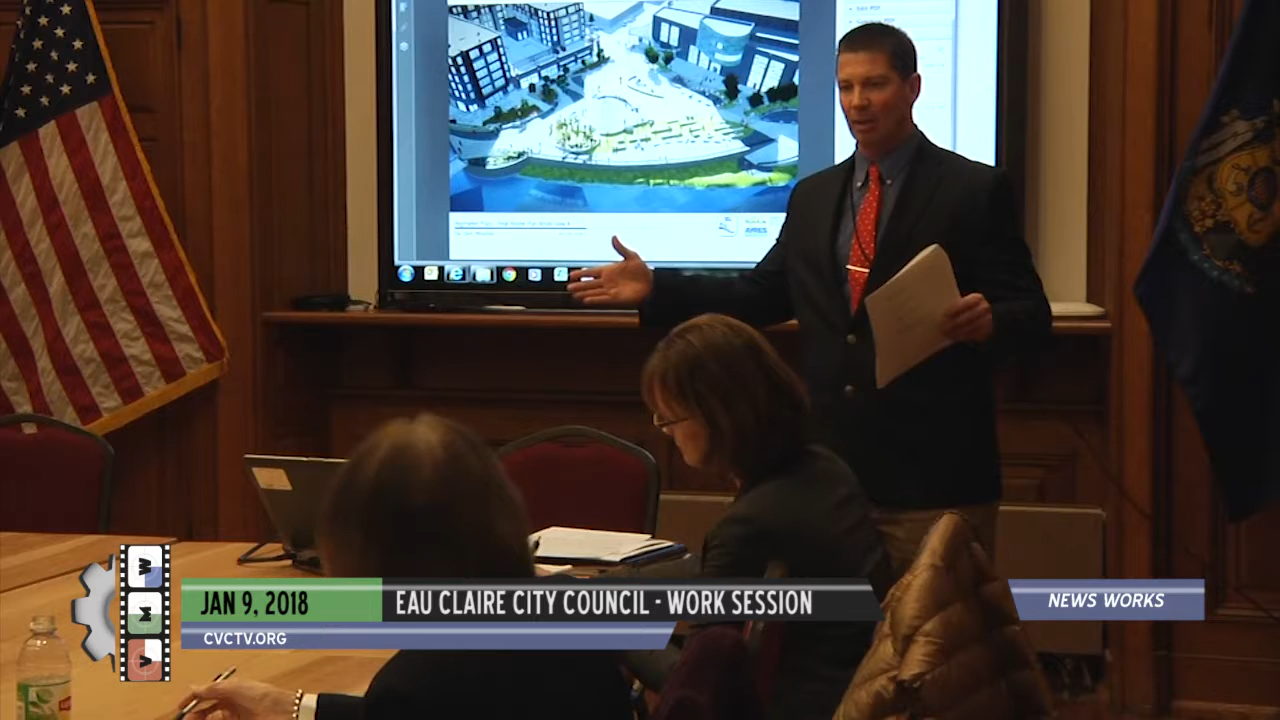 AYRES
W
M
V
JAN 9, 2018
EAU CLAIRE CITY COUNCIL - WORK SESSION
NEWS WORKS
CVCTV.ORG